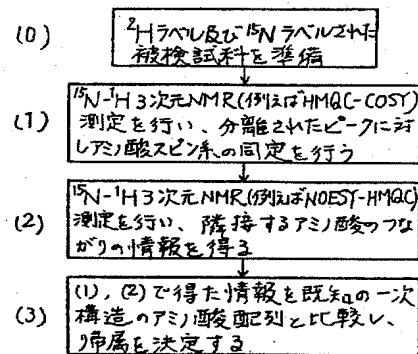 (0)
²Hラベル及び¹⁵Nラベルされた
被検試料を準備
(1)
¹⁵N-¹H3次元NMR(例えばHMQC-COSY)
測定を行い、分離されたピークに対
しアミノ酸スピン系の同定を行う
(2)
¹⁵N-¹H3次元NMR(例えばNOESY-HMQC)
測定を行い、隣接するアミノ酸のつな
がりの情報を得る
(3)
(1),(2)で得た情報を既知の一次
構造のアミノ酸配列と比較し、
帰属を決定する